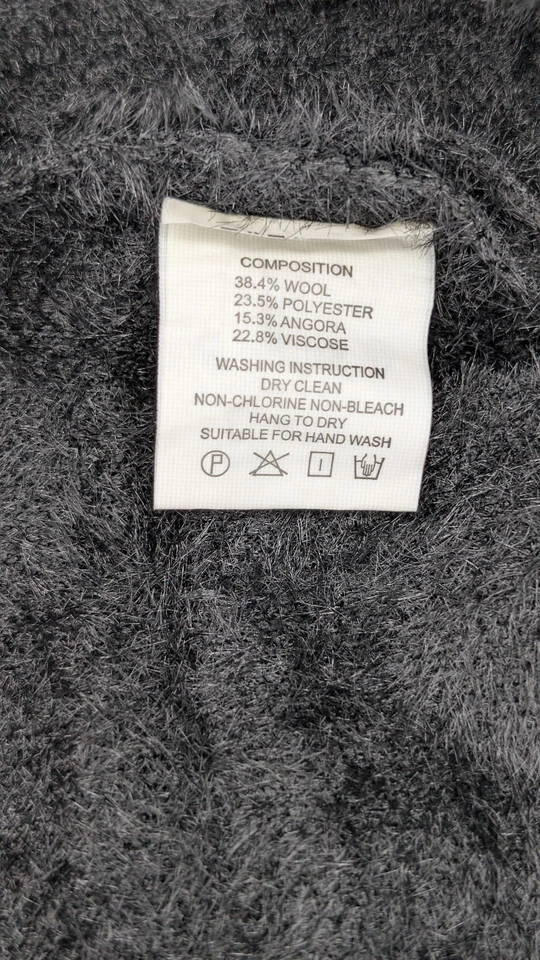 COMPOSITION
38.4% WOOL
23.5% POLYESTER
15.3% ANGORA
22.8% VISCOSE
WASHING INSTRUCTION
DRY CLEAN
NON-CHLORINE NON-BLEACH
HANG TO DRY
SUITABLE FOR HAND WASH
P